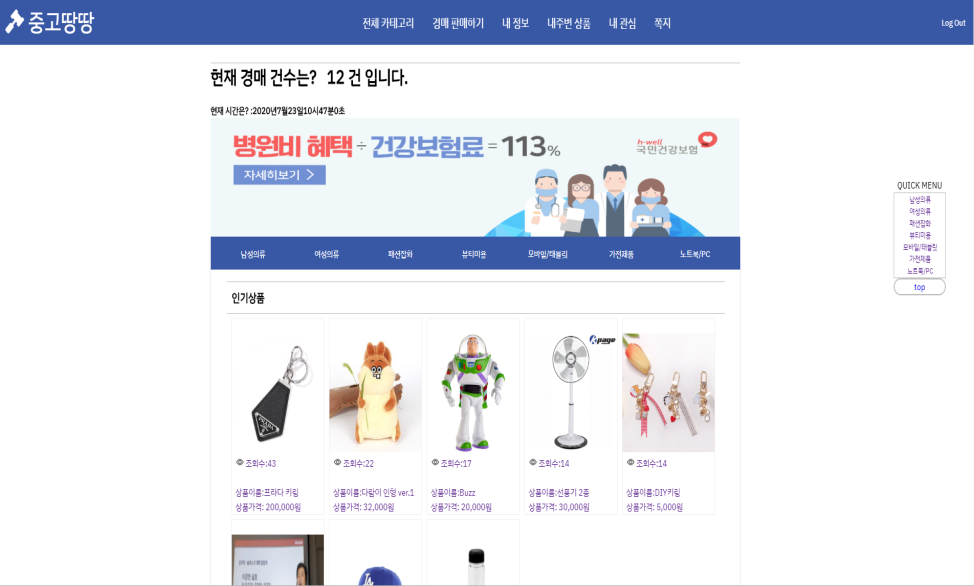 중고땅땅
전체 카테고리 경매 판매하기 내 정보 내주변 상품 내 관심 쪽지
Log Out
현재 경매 건수는? 12 건 입니다.
현재 시간은? :2020년7월23일10시47분0초
병원비 혜택 ÷ 건강보험료 = 113%
h-well
국민건강보험
자세히보기 >
QUICK MENU
남성의류
여성의류
패션잡화
뷰티미용
모바일/태블릿
가전제품
노트북/PC
top
남성의류 여성의류 패션잡화 뷰티미용 모바일/태블릿 가전제품 노트북/PC
인기상품
PRADA
page
조회수:43 조회수:22 조회수:17 조회수:14 조회수:14
상품이름:프라다 키링 상품이름:다람이 인형 ver.1 상품이름:Buzz 상품이름:선풍기 2종 상품이름:DIY키링
상품가격: 200,000원 상품가격: 32,000원 상품가격: 20,000원 상품가격: 30,000원 상품가격: 5,000원
LA